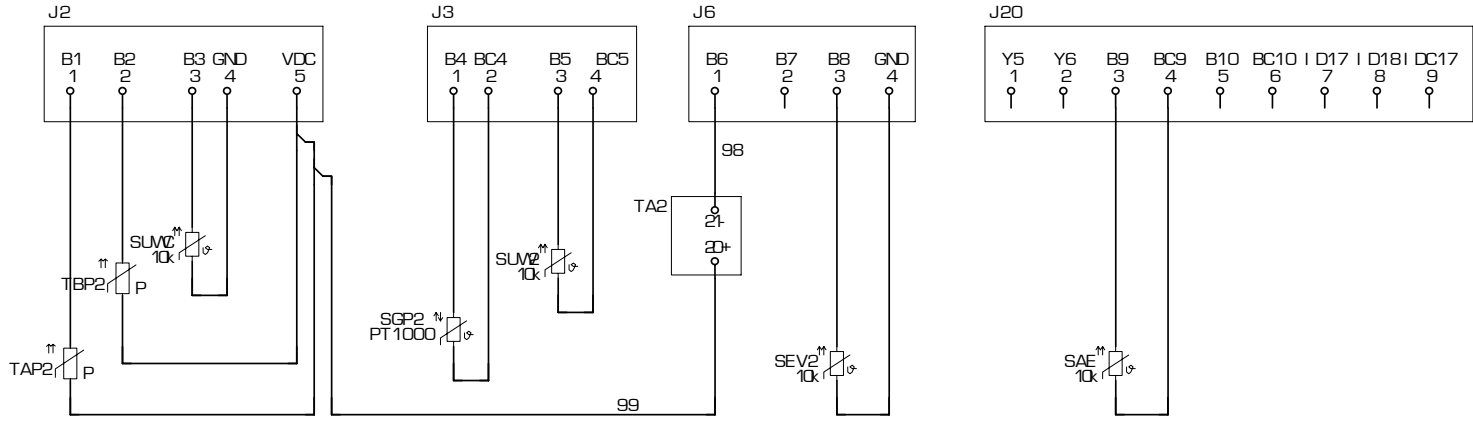 J2 J3 J6 J20
B1 B2 B3 GND VDC B4 BC4 B5 BC5 B6 B7 B8 GND Y5 Y6 B9 BC9 B10 BC10 ID17 ID18 IDC17
1 2 3 4 5 1 2 3 4 1 2 3 4 1 2 3 4 5 6 7 8 9
98
TA2
21-
20+
SUWC
10k
SUW2
10k
TBP2 P
SGP2
PT1000
TAP2 P
SEV2
10k
SAE
10k
99